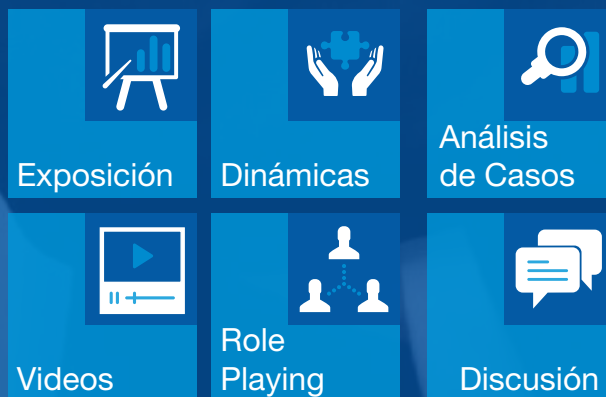 Exposición
Dinámicas
Análisis
de Casos
Videos
Role
Playing
Discusión